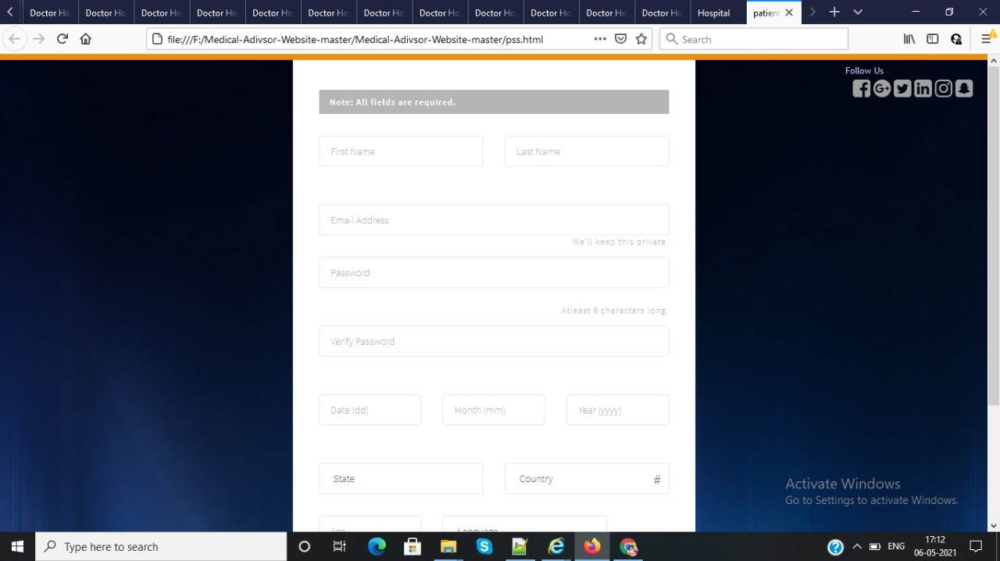 Doctor Ho Doctor Ho Doctor Ho Doctor Ho Doctor Ho Doctor Ho Doctor Ho Doctor Ho Doctor Ho Doctor Ho Doctor Ho Doctor Ho Hospital patient
file:///F:/Medical-Adivsor-Website-master/Medical-Adivsor-Website-master/pss.html Search
Follow Us
Note: All fields are required.
First Name Last Name
Email Address
We'll keep this private.
Password
Atleast 8 characters long.
Verify Password
Date (dd) Month (mm) Year (yyyy)
State Country #
Activate Windows
Go to Settings to activate Windows.
Age Language
Type here to search ENG 17:12
06-05-2021